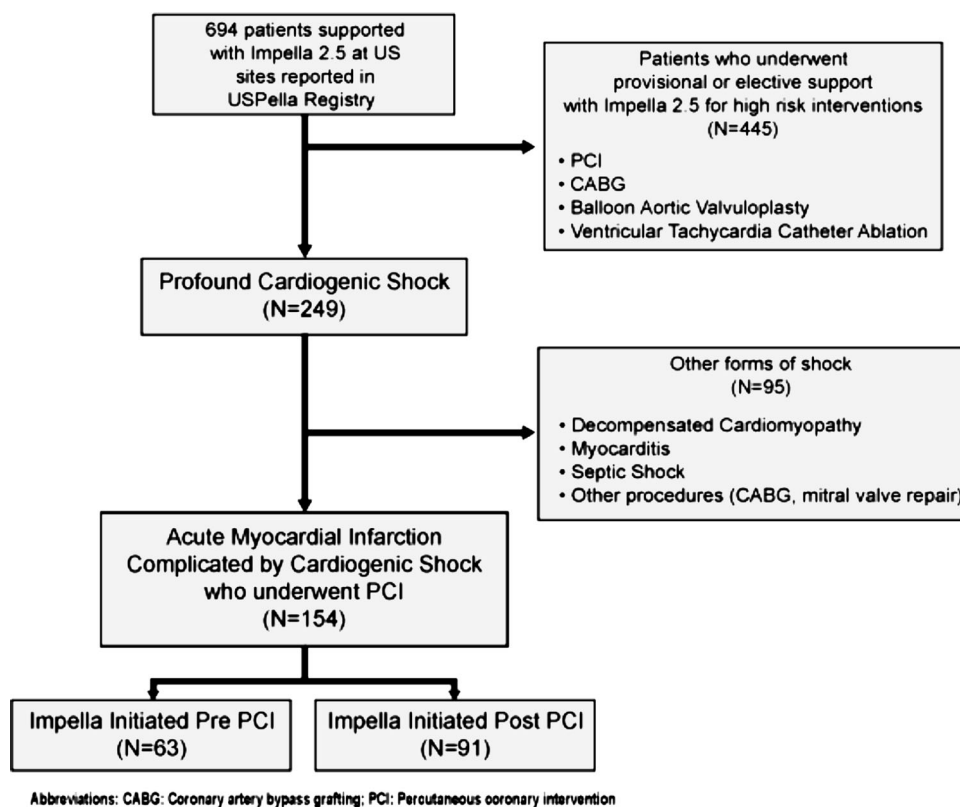 694 patients supported
with Impella 2.5 at US
sites reported in
USPella Registry
Patients who underwent
provisional or elective support
with Impella 2.5 for high risk interventions
(N=445)
• PCI
• CABG
• Balloon Aortic Valvuloplasty
• Ventricular Tachycardia Catheter Ablation
Profound Cardiogenic Shock
(N=249)
Other forms of shock
(N=95)
• Decompensated Cardiomyopathy
• Myocarditis
• Septic Shock
• Other procedures (CABG, mitral valve repair)
Acute Myocardial Infarction
Complicated by Cardiogenic Shock
who underwent PCI
(N=154)
Impella Initiated Pre PCI
(N=63)
Impella Initiated Post PCI
(N=91)
Abbreviations: CABG: Coronary artery bypass grafting; PCI: Percutaneous coronary intervention